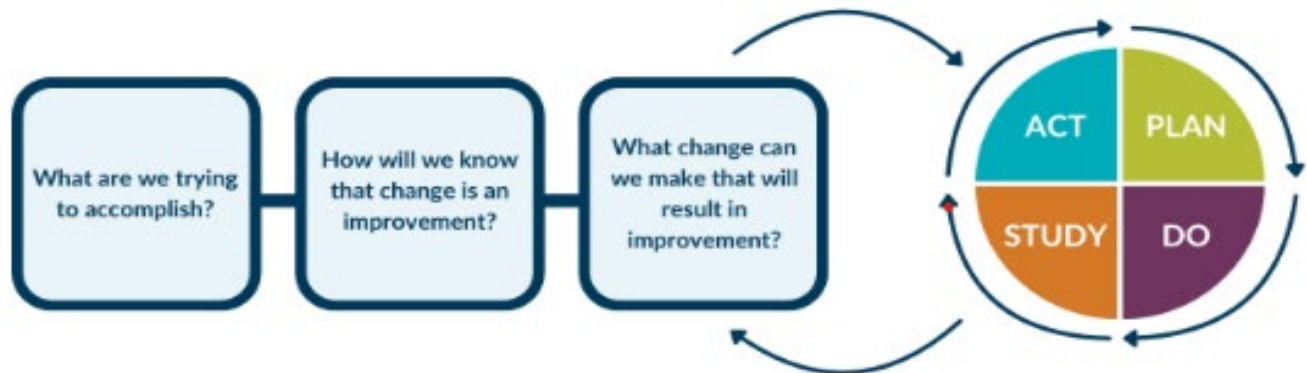 What are we trying
to accomplish?
How will we know
that change is an
improvement?
What change can
we make that will
result in
improvement?
ACT
PLAN
STUDY
DO